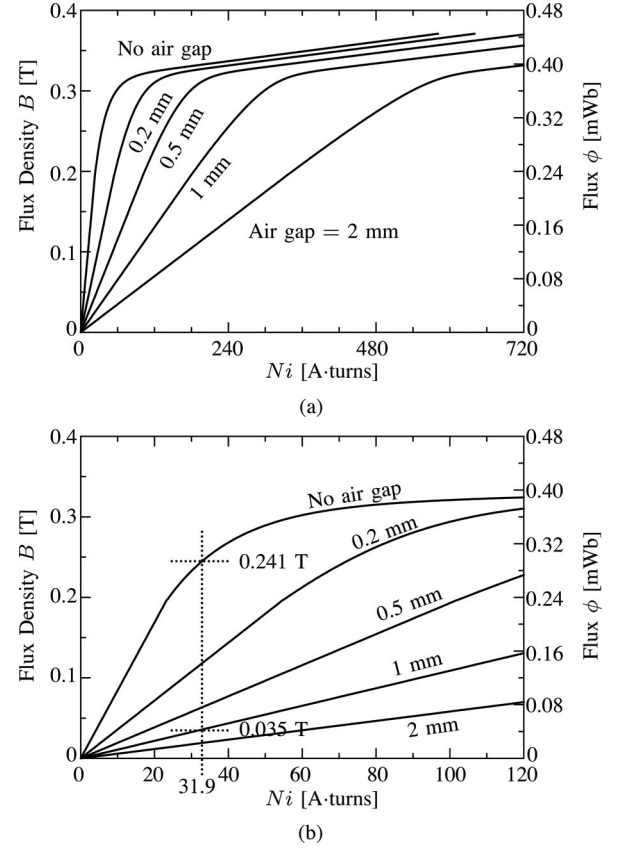 0.4
0.3
0.2
0.1
0
Flux Density B [T]
No air gap
0.2 mm
0.5 mm
1 mm
Air gap = 2 mm
0.48
0.40
0.32
0.24
0.16
0.08
0
Flux ϕ [mWb]
0
240
480
720
Ni [A·turns]
(a)
0.4
0.3
0.2
0.1
0
Flux Density B [T]
No air gap
0.2 mm
0.241 T
0.5 mm
1 mm
0.035 T
2 mm
0.48
0.40
0.32
0.24
0.16
0.08
0
Flux ϕ [mWb]
0
20
40
60
80
100
120
31.9
Ni [A·turns]
(b)